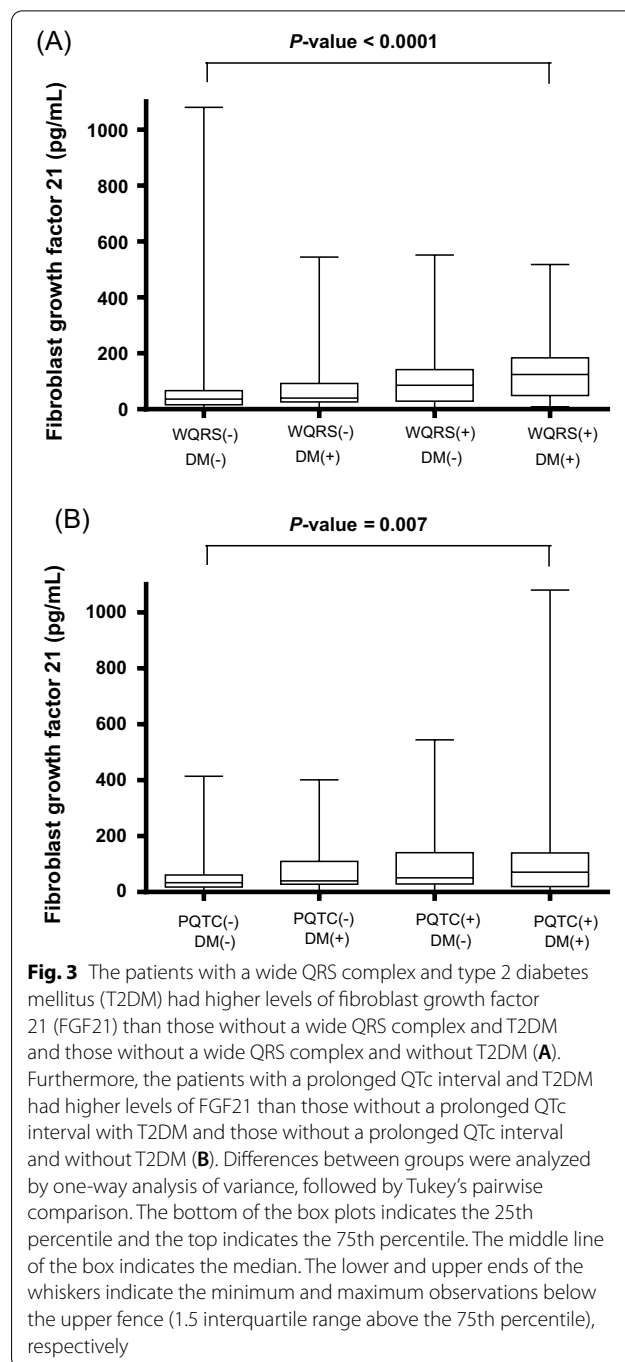 (A)
P-value < 0.0001
Fibroblast growth factor 21 (pg/mL)
1000
800
600
400
200
0
WQRS(-) WQRS(-) WQRS(+) WQRS(+)
DM(-) DM(+) DM(-) DM(+)
(B)
P-value = 0.007
Fibroblast growth factor 21 (pg/mL)
1000
800
600
400
200
0
PQTC(-) PQTC(-) PQTC(+) PQTC(+)
DM(-) DM(+) DM(-) DM(+)
Fig. 3 The patients with a wide QRS complex and type 2 diabetes
mellitus (T2DM) had higher levels of fibroblast growth factor
21 (FGF21) than those without a wide QRS complex and T2DM
and those without a wide QRS complex and without T2DM (A).
Furthermore, the patients with a prolonged QTc interval and T2DM
had higher levels of FGF21 than those without a prolonged QTc
interval with T2DM and those without a prolonged QTc interval
and without T2DM (B). Differences between groups were analyzed
by one-way analysis of variance, followed by Tukey's pairwise
comparison. The bottom of the box plots indicates the 25th
percentile and the top indicates the 75th percentile. The middle line
of the box indicates the median. The lower and upper ends of the
whiskers indicate the minimum and maximum observations below
the upper fence (1.5 interquartile range above the 75th percentile),
respectively